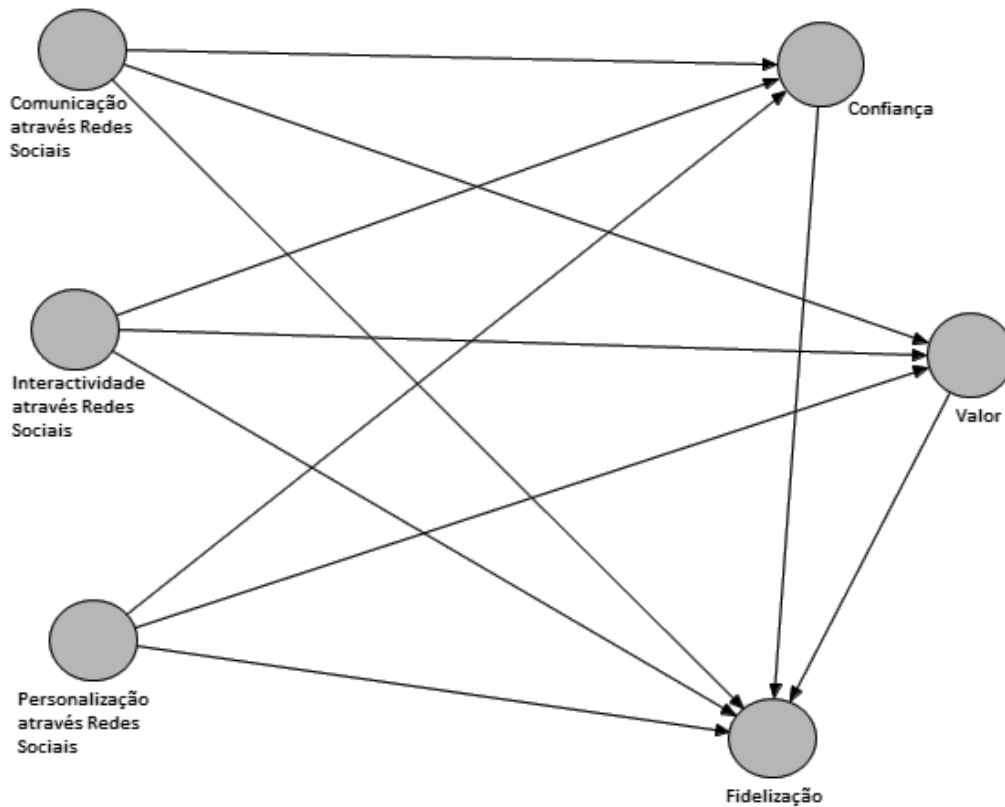 Comunicação
através Redes
Sociais
Confiança
Interactividade
através Redes
Sociais
Valor
Personalização
através Redes
Sociais
Fidelização